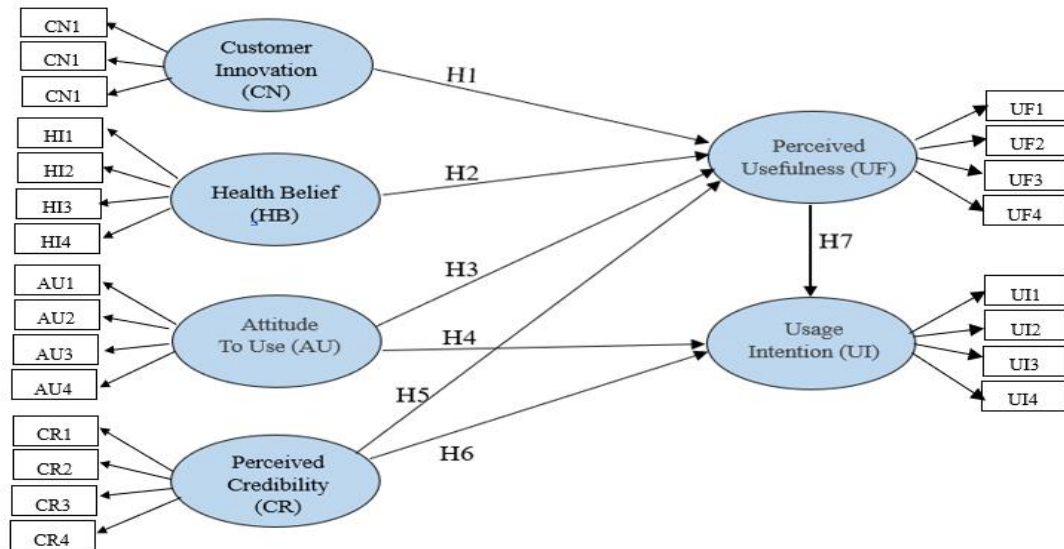 CN1
CN1
CN1
Customer
Innovation
(CN)
H1
HI1
HI2
HI3
HI4
Health Belief
(HB)
H2
Perceived
Usefulness (UF)
UF1
UF2
UF3
UF4
H7
H3
AU1
AU2
AU3
AU4
Attitude
To Use (AU)
H4
Usage
Intention (UI)
UI1
UI2
UI3
UI4
H5
H6
CR1
CR2
CR3
CR4
Perceived
Credibility
(CR)